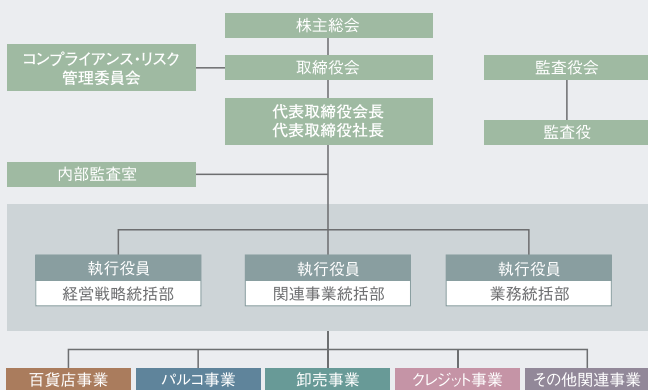 株主総会
コンプライアンス・リスク
管理委員会
取締役会
監査役会
代表取締役会長
代表取締役社長
監査役
内部監査室
執行役員
経営戦略統括部
執行役員
関連事業統括部
執行役員
業務統括部
百貨店事業
パルコ事業
卸売事業
クレジット事業
その他関連事業